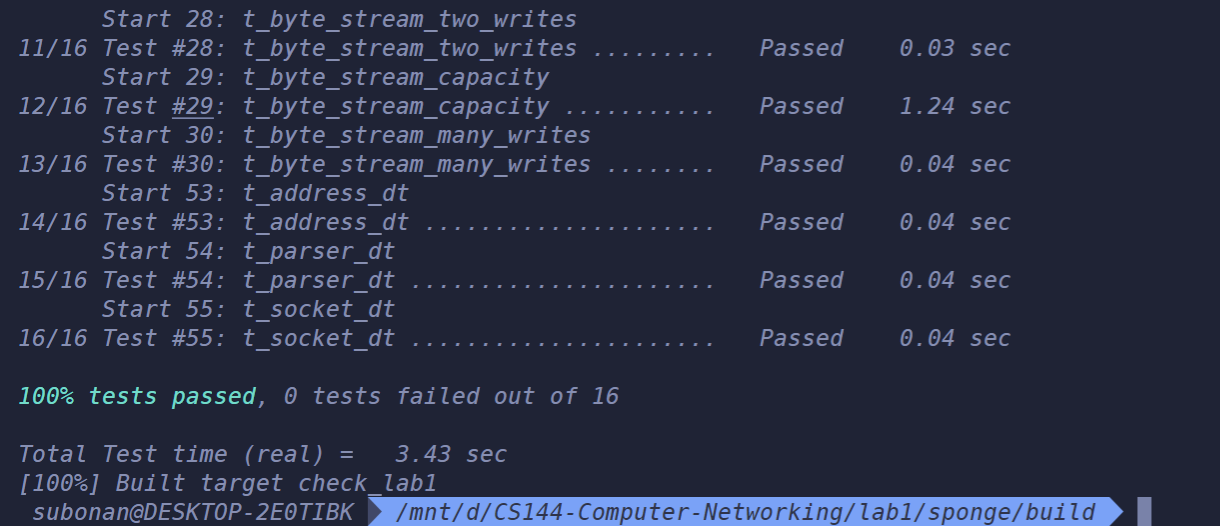 Start 28: t_byte_stream_two_writes
11/16 Test #28: t_byte_stream_two_writes ......... Passed 0.03 sec
Start 29: t_byte_stream_capacity
12/16 Test #29: t_byte_stream_capacity ........... Passed 1.24 sec
Start 30: t_byte_stream_many_writes
13/16 Test #30: t_byte_stream_many_writes ........ Passed 0.04 sec
Start 53: t_address_dt
14/16 Test #53: t_address_dt ..................... Passed 0.04 sec
Start 54: t_parser_dt
15/16 Test #54: t_parser_dt ...................... Passed 0.04 sec
Start 55: t_socket_dt
16/16 Test #55: t_socket_dt ...................... Passed 0.04 sec
100% tests passed, 0 tests failed out of 16
Total Test time (real) = 3.43 sec
[100%] Built target check_lab1
subonan@DESKTOP-2E0TIBK /mnt/d/CS144-Computer-Networking/lab1/sponge/build